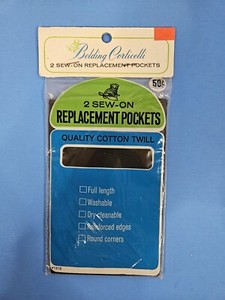 Belding Corticelli
2 SEW-ON REPLACEMENT POCKETS
50¢
2 SEW-ON
REPLACEMENT POCKETS
QUALITY COTTON TWILL
Full length
Washable
Dry cleanable
Reinforced edges
Round corners